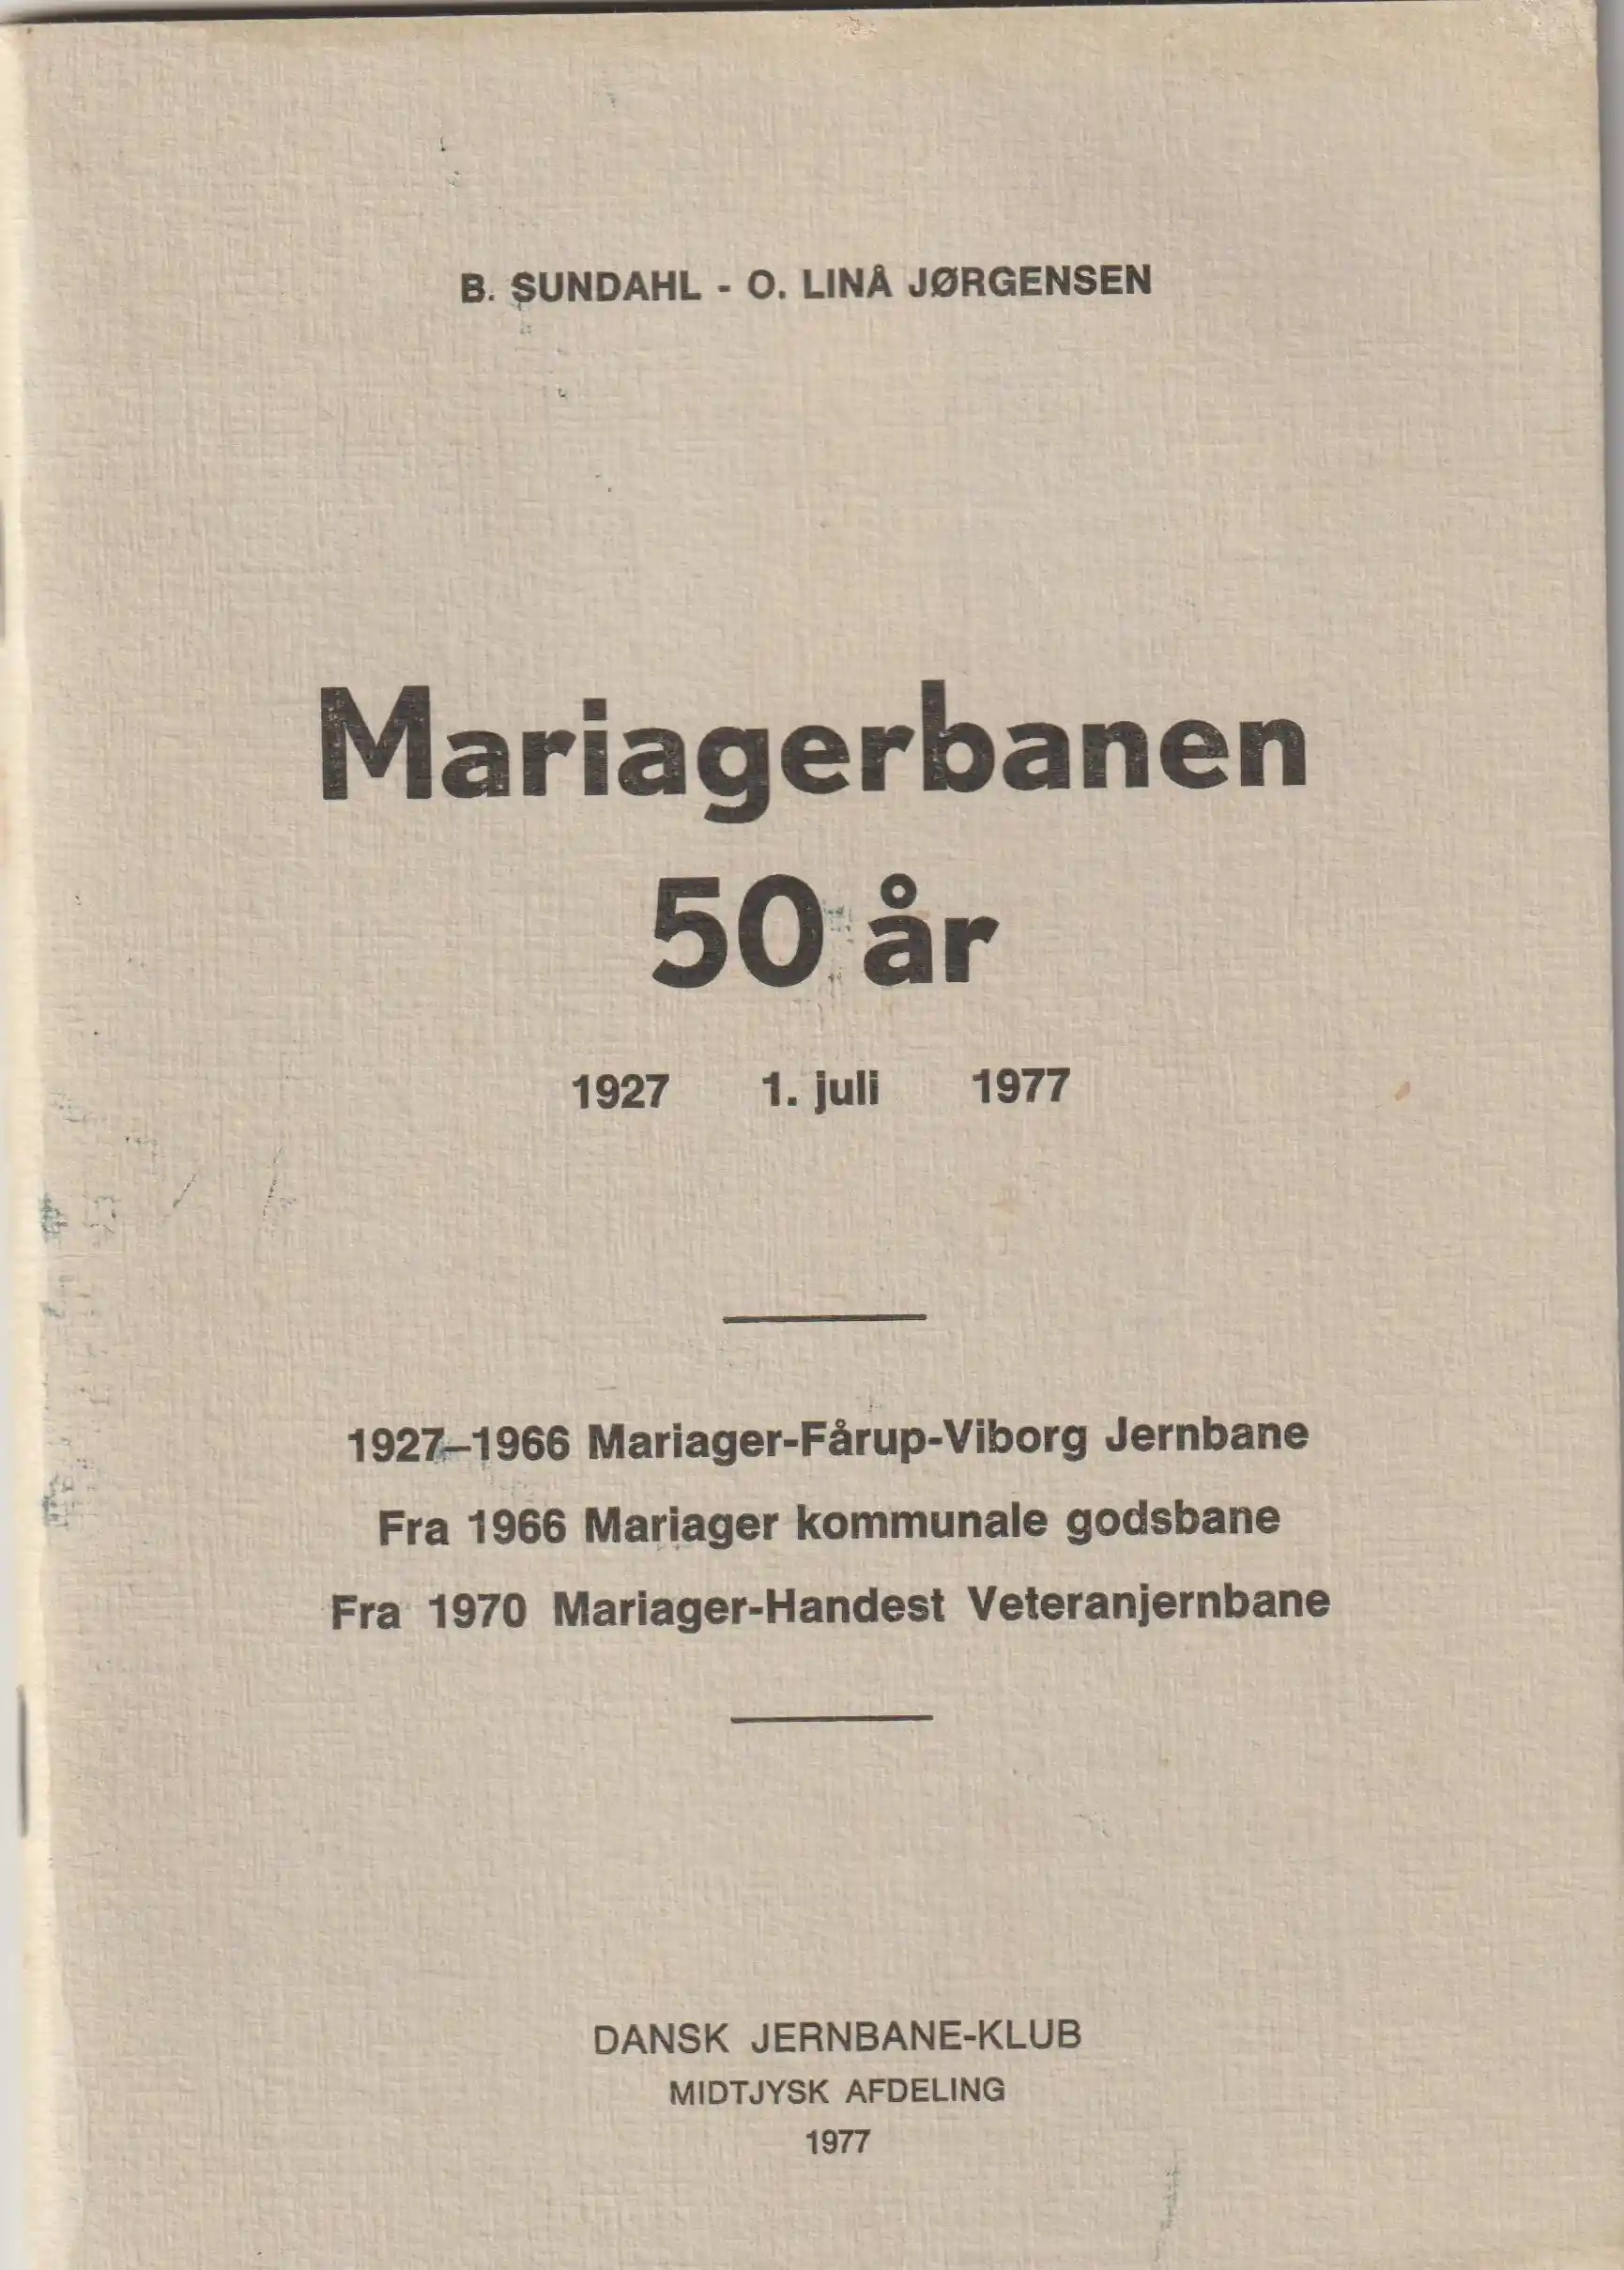 B. SUNDAHL - O. LINÅ JØRGENSEN
Mariagerbanen
50 år
1927 1. juli 1977
1927-1966 Mariager-Fårup-Viborg Jernbane
Fra 1966 Mariager kommunale godsbane
Fra 1970 Mariager-Handest Veteranjernbane
DANSK JERNBANE-KLUB
MIDTJYSK AFDELING
1977